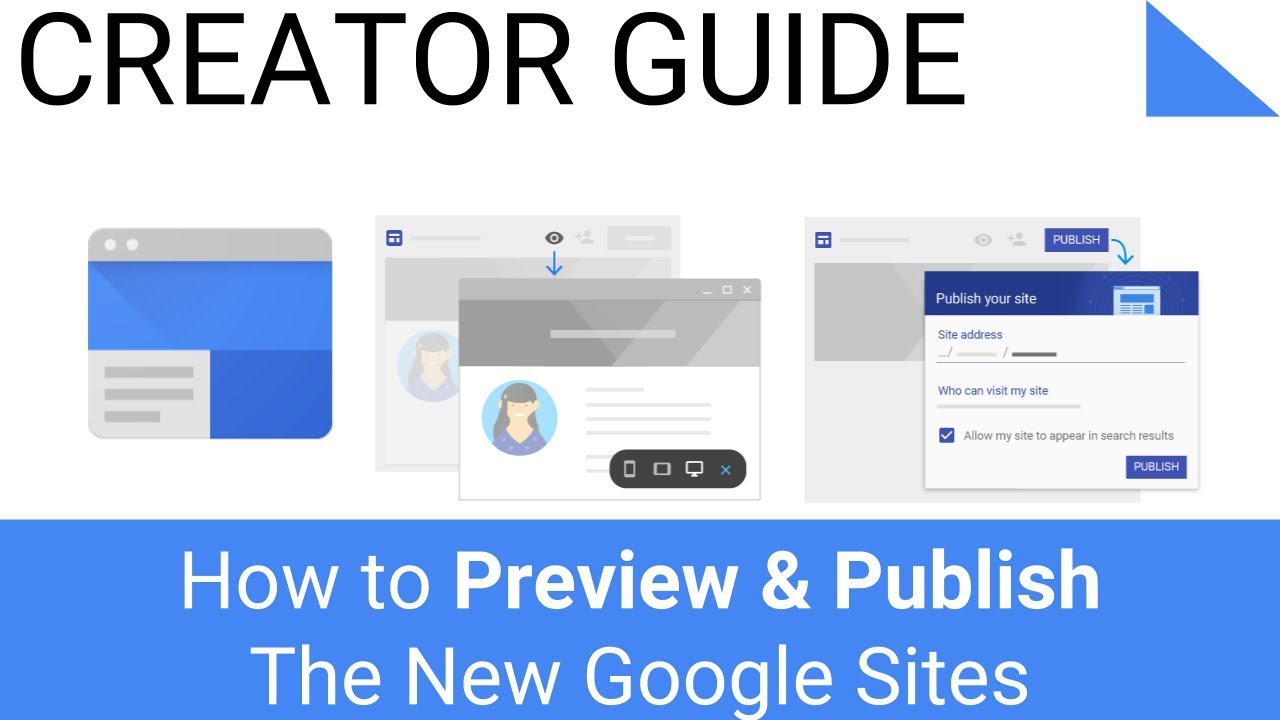 CREATOR GUIDE
PUBLISH
Publish your site
Site address
.../ /
Who can visit my site
Allow my site to appear in search results
PUBLISH
How to Preview & Publish
The New Google Sites